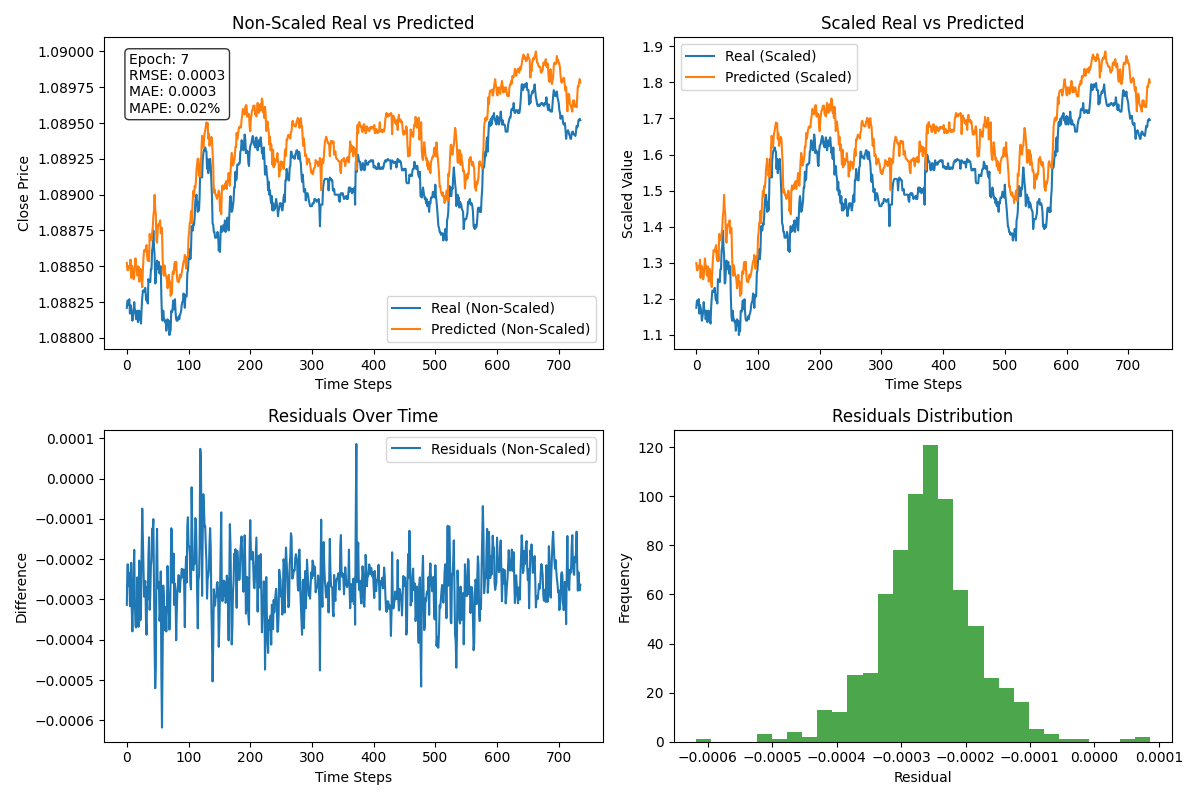 Non-Scaled Real vs Predicted
Close Price
1.09000
1.08975
1.08950
1.08925
1.08900
1.08875
1.08850
1.08825
1.08800
Epoch: 7
RMSE: 0.0003
MAE: 0.0003
MAPE: 0.02%
Real (Non-Scaled)
Predicted (Non-Scaled)
0 100 200 300 400 500 600 700
Time Steps
Scaled Real vs Predicted
Scaled Value
1.9
1.8
1.7
1.6
1.5
1.4
1.3
1.2
1.1
Real (Scaled)
Predicted (Scaled)
0 100 200 300 400 500 600 700
Time Steps
Residuals Over Time
Difference
0.0001
0.0000
−0.0001
−0.0002
−0.0003
−0.0004
−0.0005
−0.0006
Residuals (Non-Scaled)
0 100 200 300 400 500 600 700
Time Steps
Residuals Distribution
Frequency
120
100
80
60
40
20
0
−0.0006 −0.0005 −0.0004 −0.0003 −0.0002 −0.0001 0.0000 0.0001
Residual